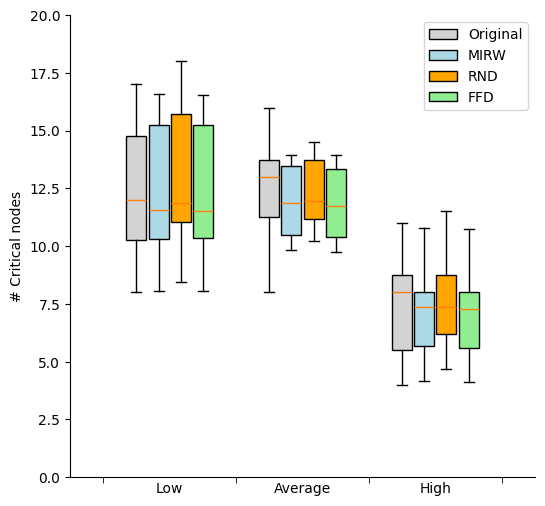 20.0
17.5
15.0
12.5
10.0
7.5
5.0
2.5
0.0
# Critical nodes
Original
MIRW
RND
FFD
Low
Average
High